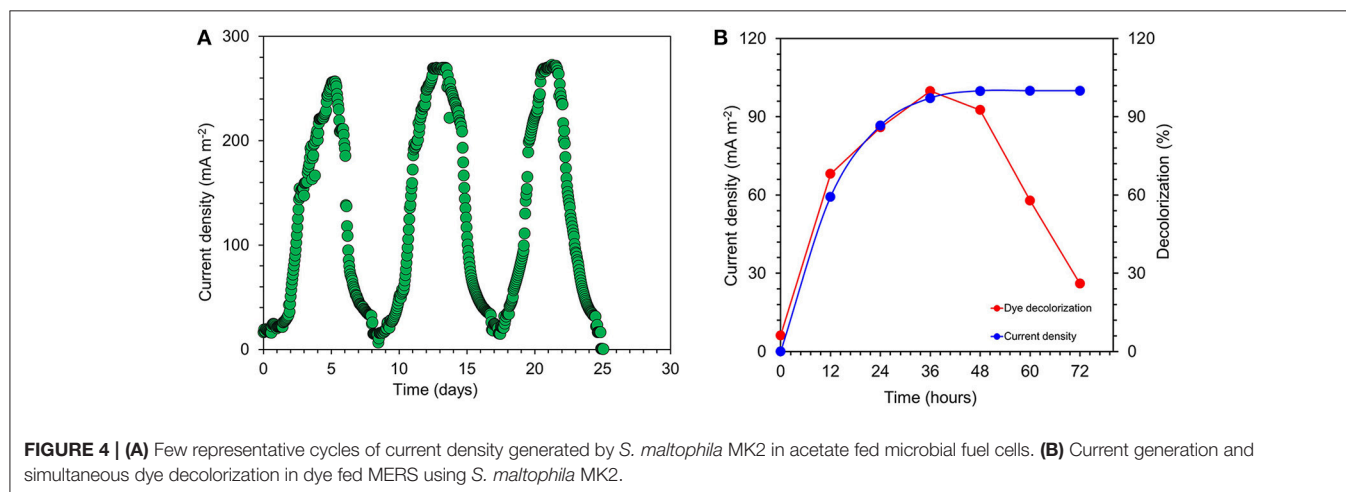 A
300
200
100
0
Current density (mA m-2)
0 5 10 15 20 25 30
Time (days)
B
120
90
60
30
0
Current density (mA m-2)
120
90
60
30
0
Decolorization (%)
Dye decolorization
Current density
0 12 24 36 48 60 72
Time (hours)
FIGURE 4 | (A) Few representative cycles of current density generated by S. maltophila MK2 in acetate fed microbial fuel cells. (B) Current generation and
simultaneous dye decolorization in dye fed MERS using S. maltophila MK2.